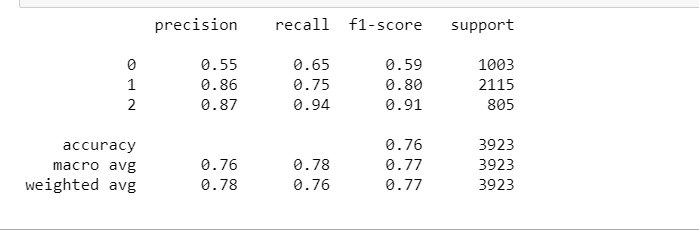 precision recall f1-score support
0 0.55 0.65 0.59 1003
1 0.86 0.75 0.80 2115
2 0.87 0.94 0.91 805
accuracy 0.76 3923
macro avg 0.76 0.78 0.77 3923
weighted avg 0.78 0.76 0.77 3923